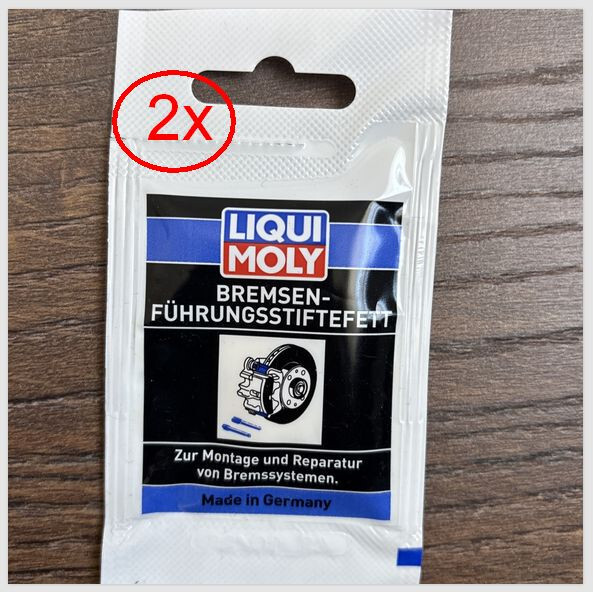 2x
LIQUI
MOLY
BREMSEN-
FÜHRUNGSSTIFTEFETT
Zur Montage und Reparatur
von Bremssystemen.
Made in Germany